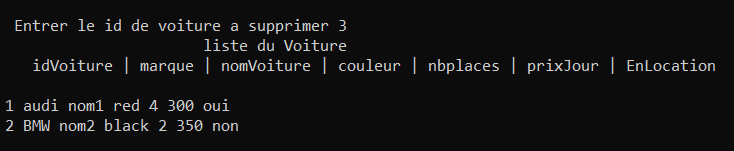 Entrer le id de voiture a supprimer 3
liste du Voiture
idVoiture | marque | nomVoiture | couleur | nbplaces | prixJour | EnLocation
1 audi nom1 red 4 300 oui
2 BMW nom2 black 2 350 non